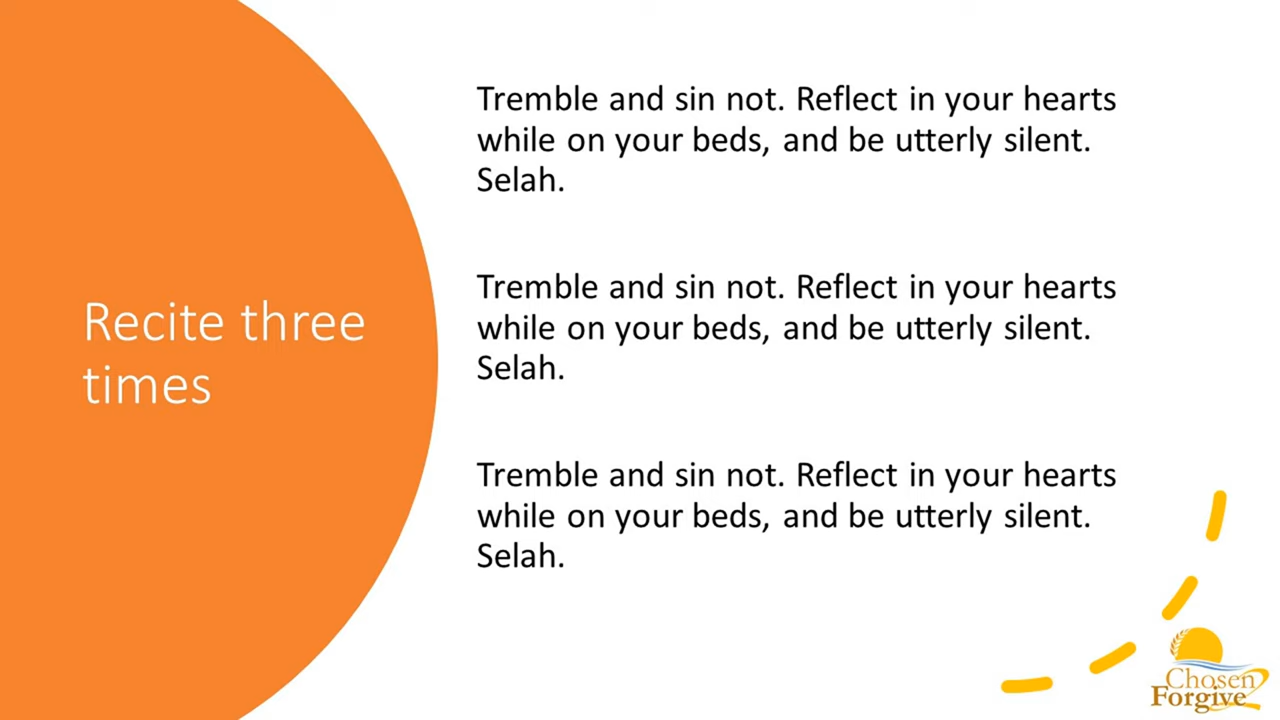 Recite three
times
Tremble and sin not. Reflect in your hearts
while on your beds, and be utterly silent.
Selah.
Tremble and sin not. Reflect in your hearts
while on your beds, and be utterly silent.
Selah.
Tremble and sin not. Reflect in your hearts
while on your beds, and be utterly silent.
Selah.
Chosen 2
Forgive